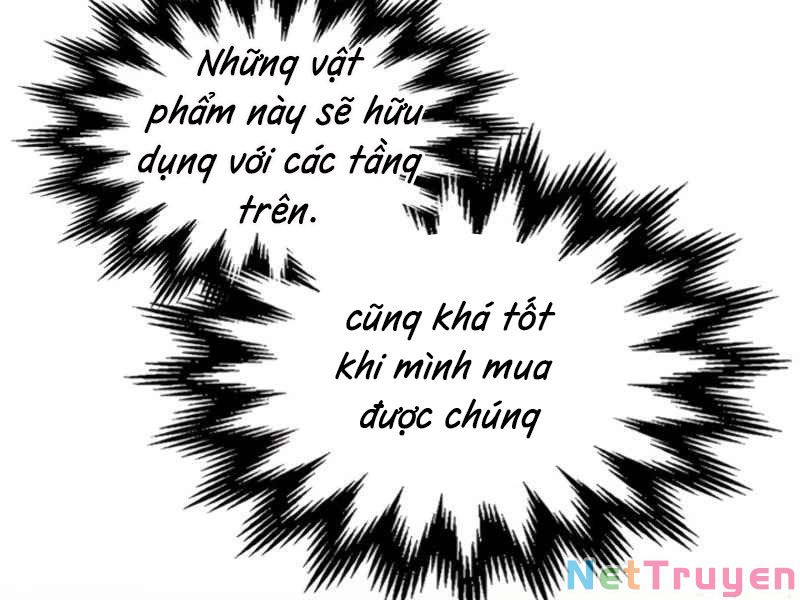 Những vật
phẩm này sẽ hữu
dụng với các tầng
trên.
cũng khá tốt
khi mình mua
được chúng
NetTruyen